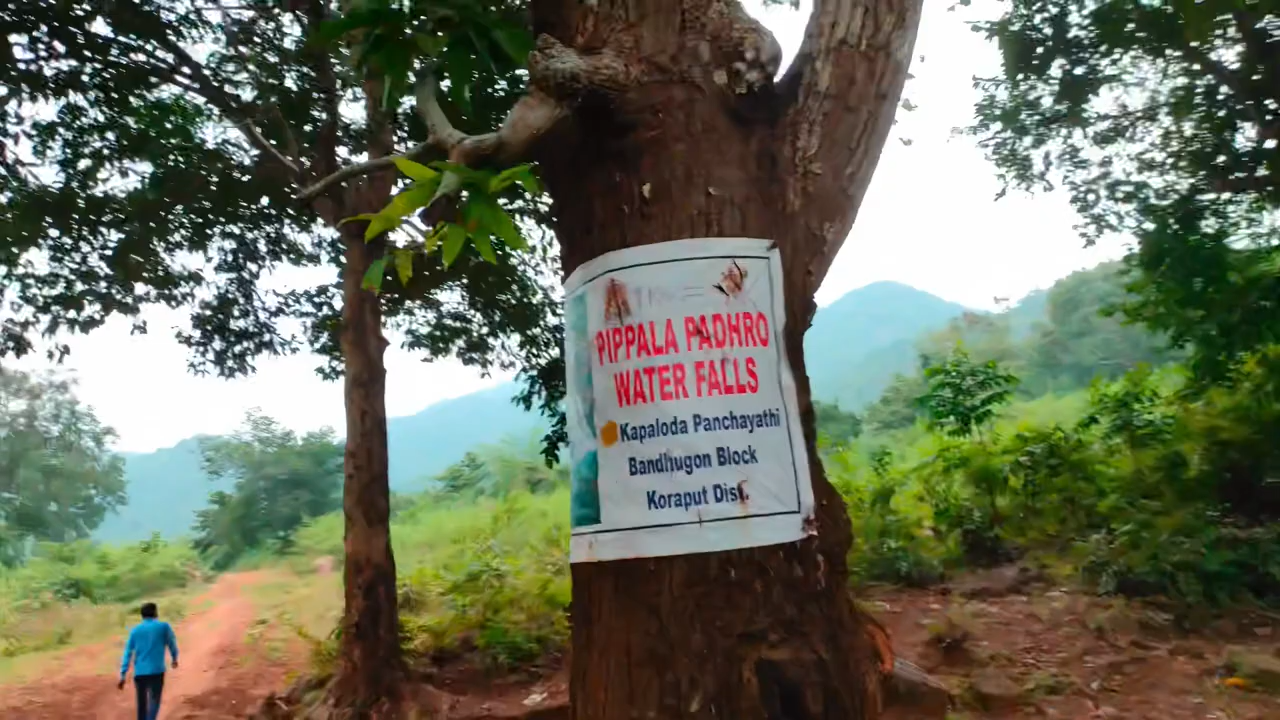 PIPPALA PADHRO
WATER FALLS
Kapaloda Panchayathi
Bandhugon Block
Koraput Dist.